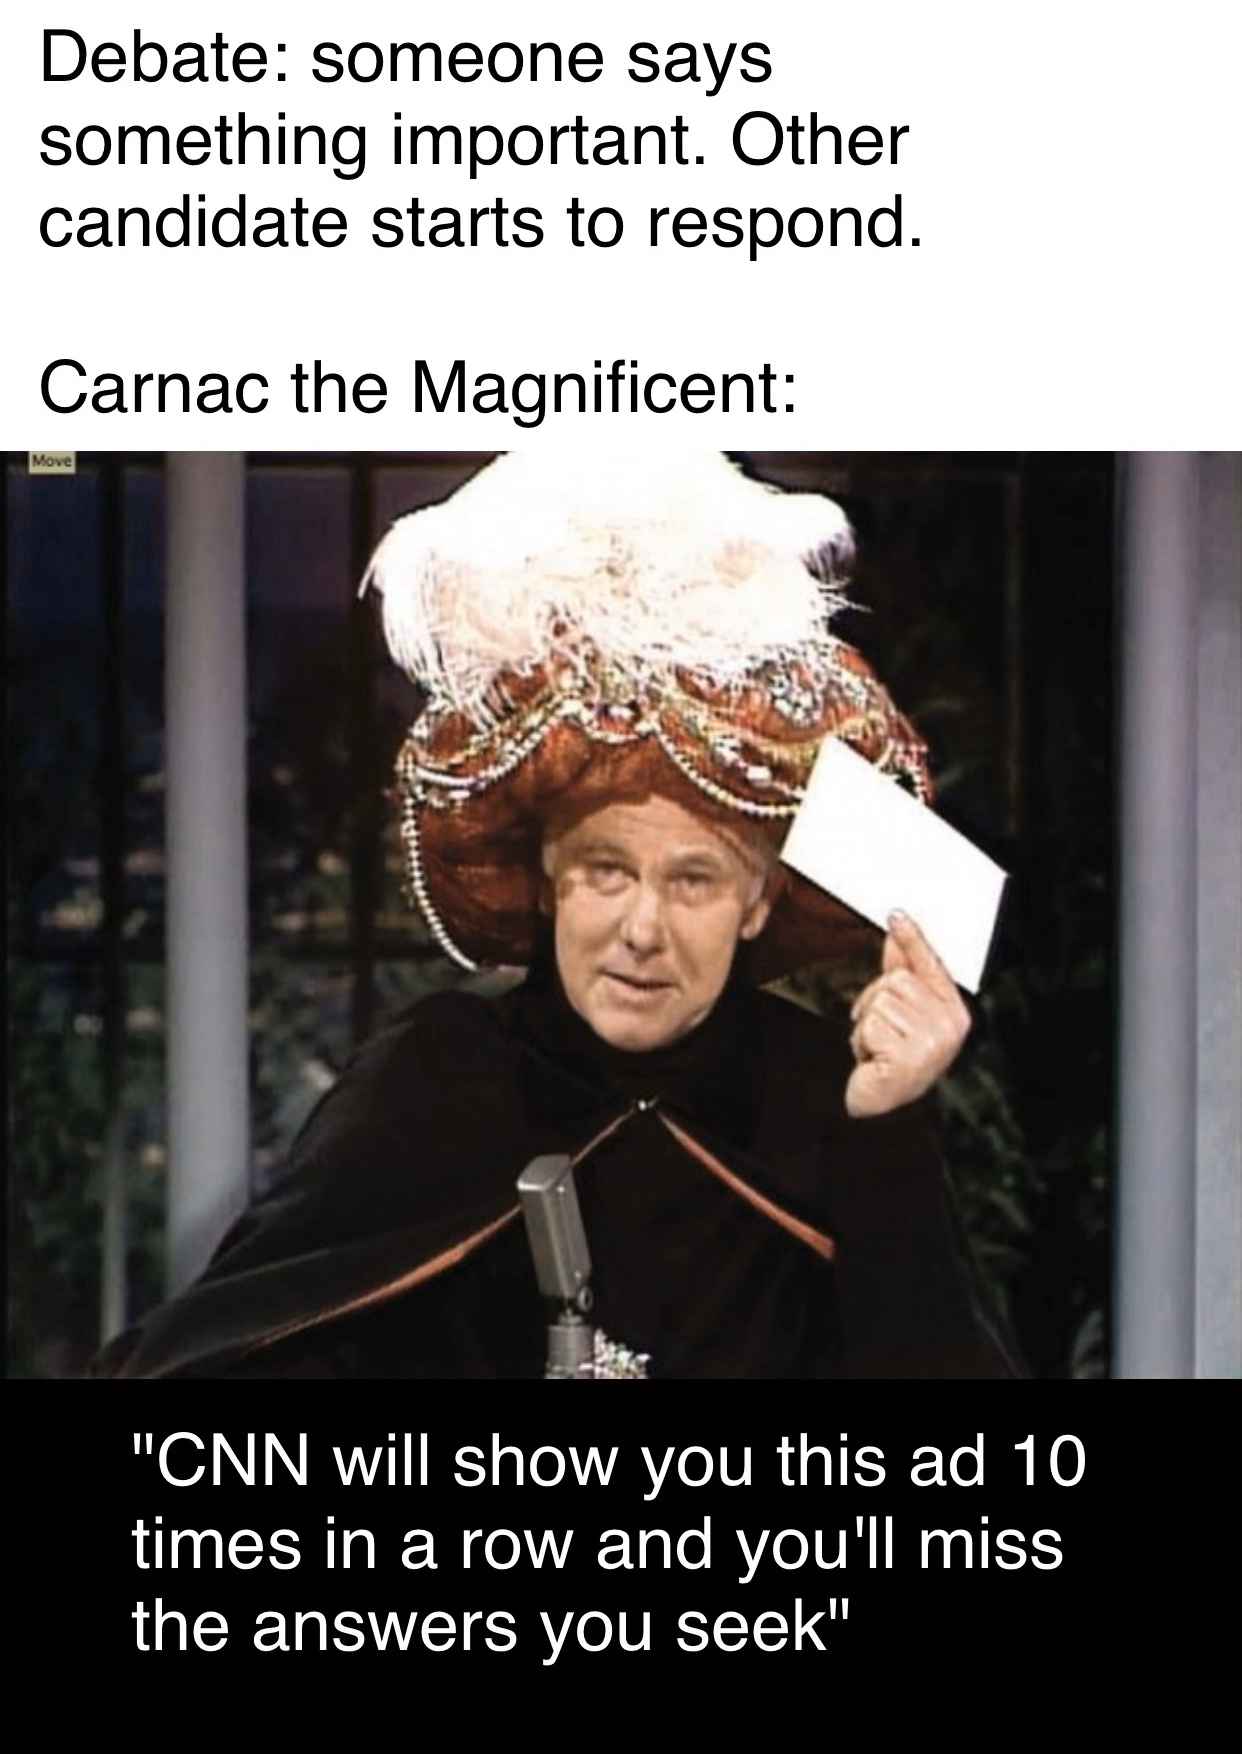 Debate: someone says
something important. Other
candidate starts to respond.
Carnac the Magnificent:
Move
"CNN will show you this ad 10
times in a row and you'll miss
the answers you seek"